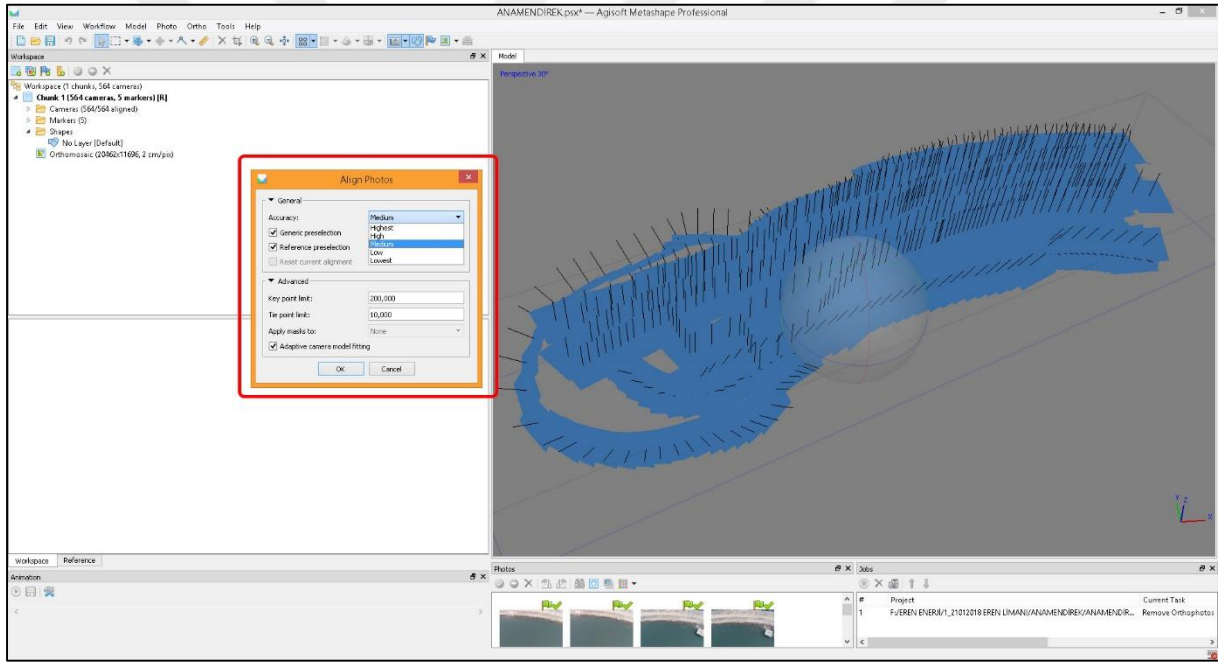 ANAMENDIREK.psx* — Agisoft Metashape Professional
File Edit View Workflow Model Photo Ortho Tools Help
Workspace
Workspace (1 chunks, 564 cameras)
Chunk 1 (564 cameras, 5 markers) [R]
Cameras (564/564 aligned)
Markers (5)
Shapes
No Layer [Default]
Orthomosaic (20462x11696, 2 cm/pix)
Align Photos
General
Accuracy: Medium
Highest
Generic preselection
High
Medium
Reference preselection
Low
Reset current alignment
Lowest
Advanced
Key point limit: 200,000
Tie point limit: 10,000
Apply masks to: None
Adaptive camera model fitting
OK Cancel
Workspace Reference
Animation
Model
Perspective 30°
Y Z
X
Photos
Jobs
# Project Current Task
1 F:/EREN ENERJİ/1_21012018 EREN LİMANI/ANAMENDİREK/ANAMENDİR... Remove Orthophotos